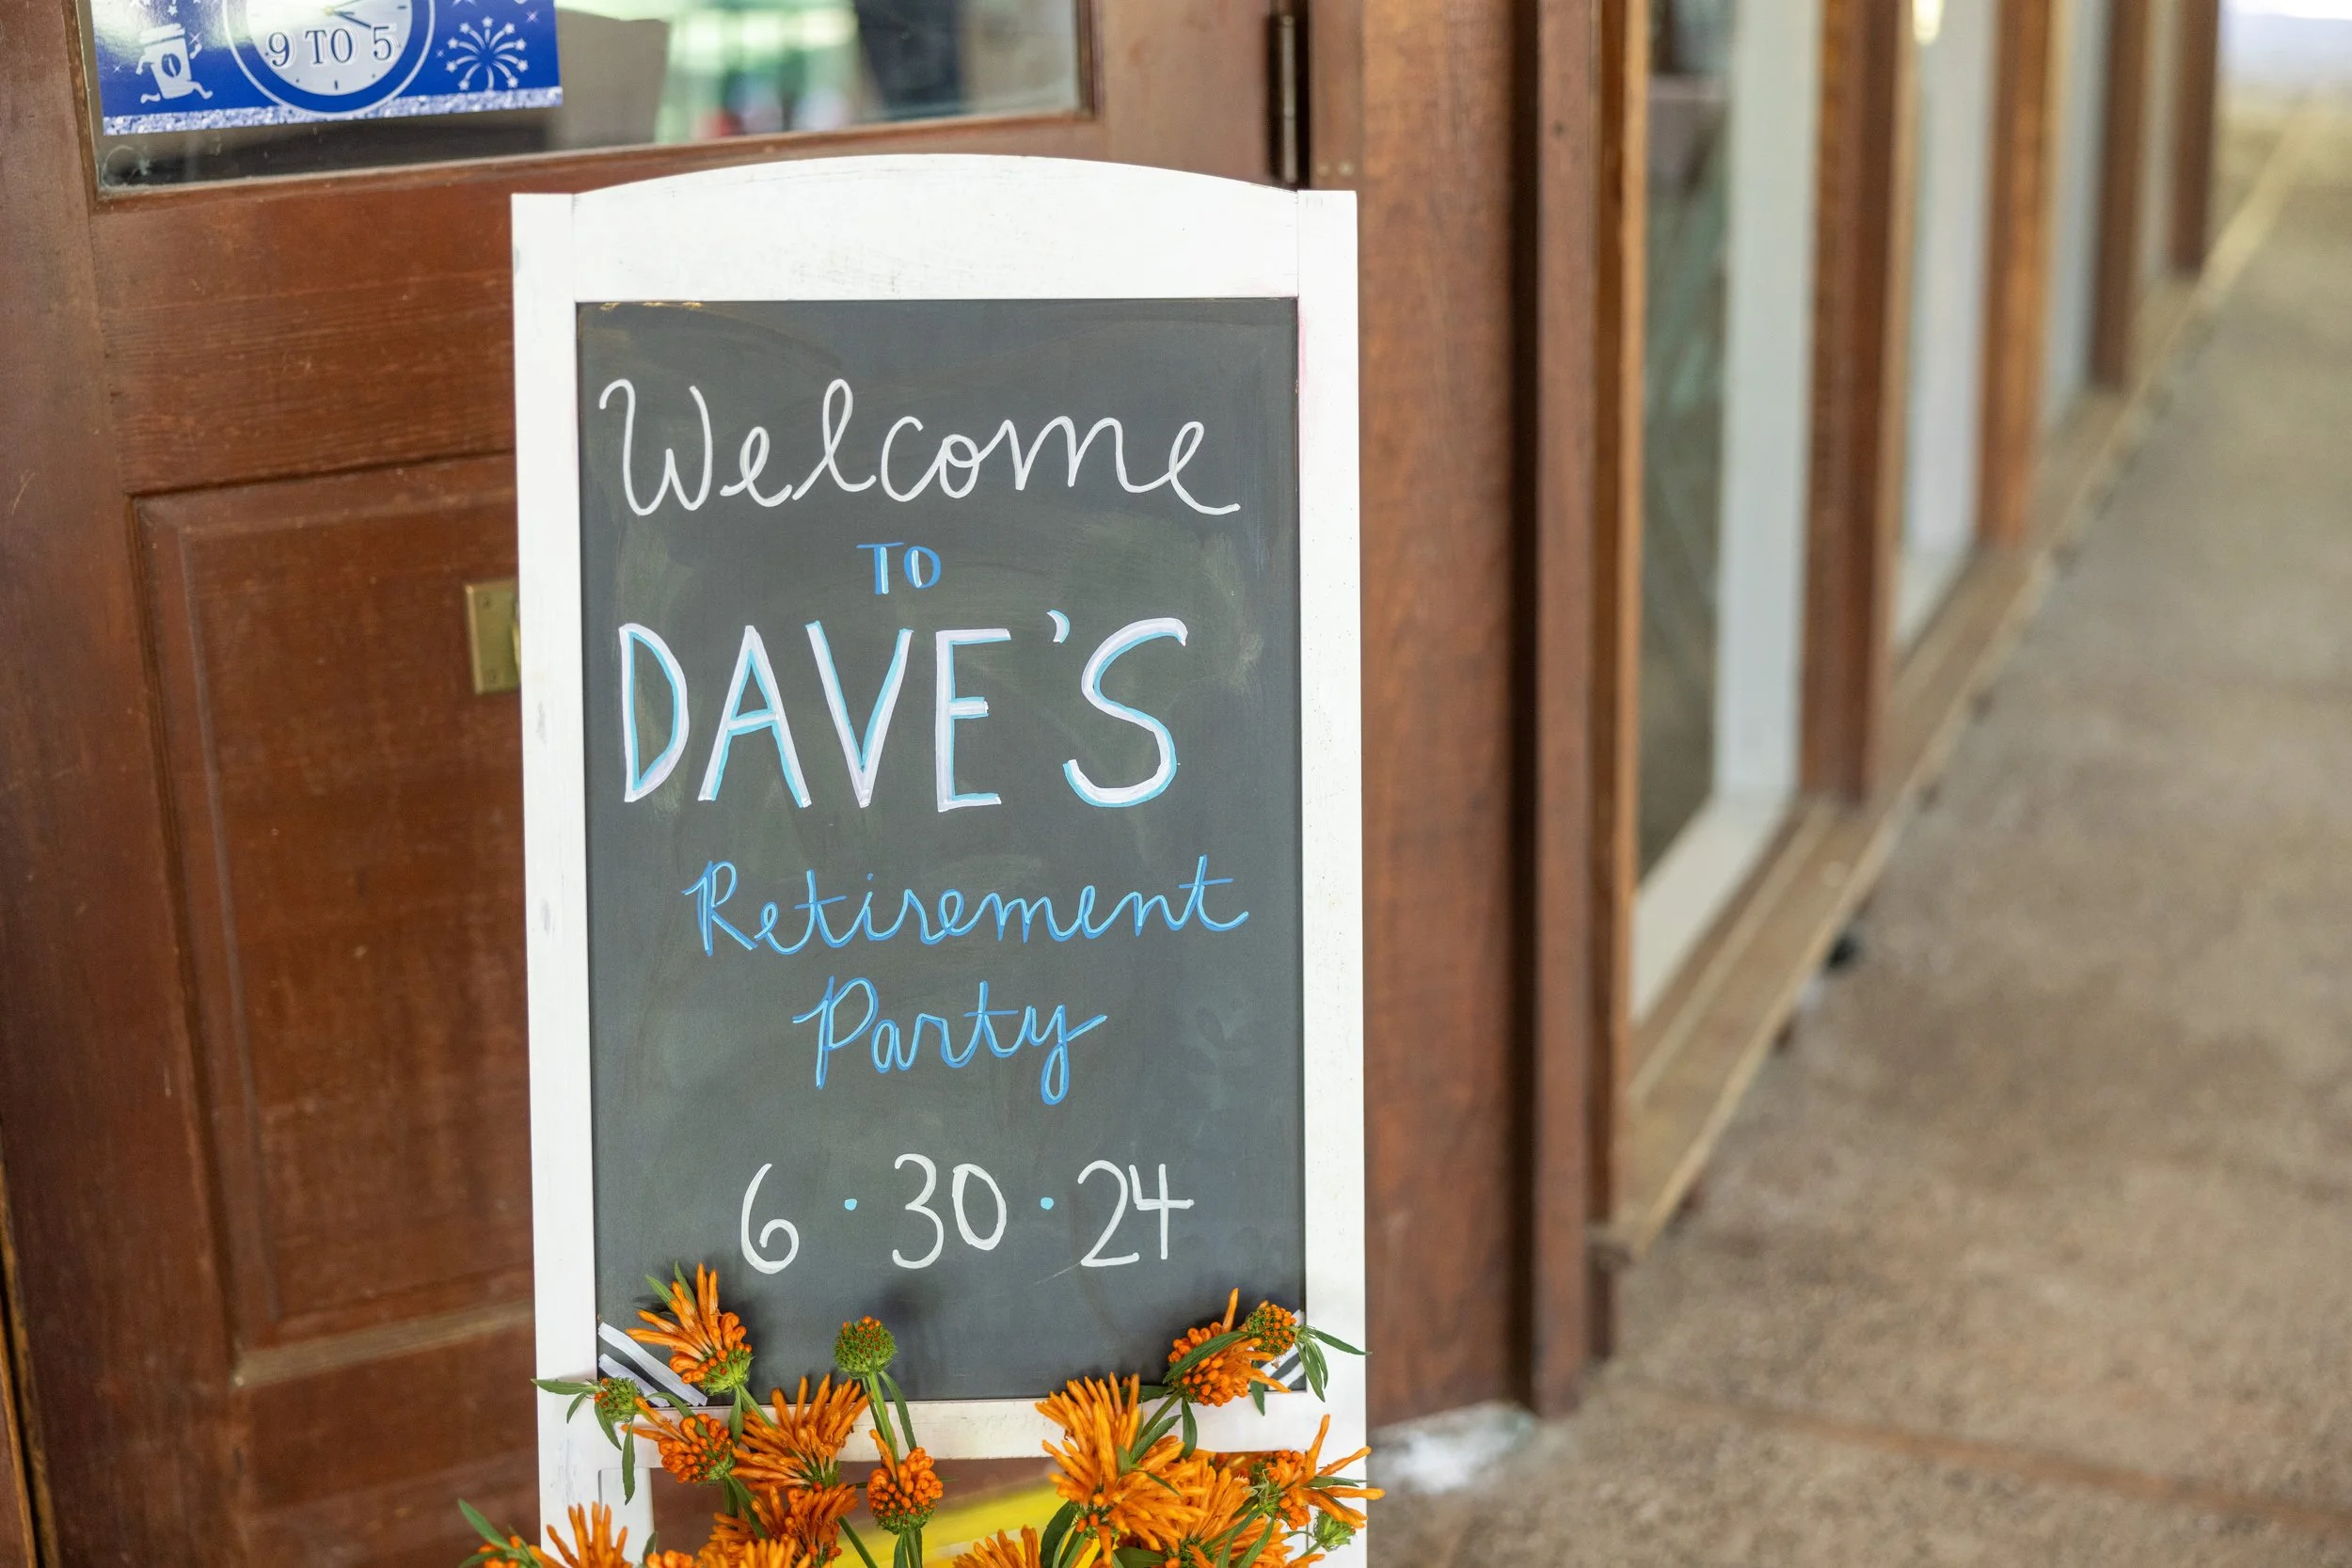 9 TO 5
Welcome
TO
DAVE'S
Retirement
Party
6 · 30 · 24